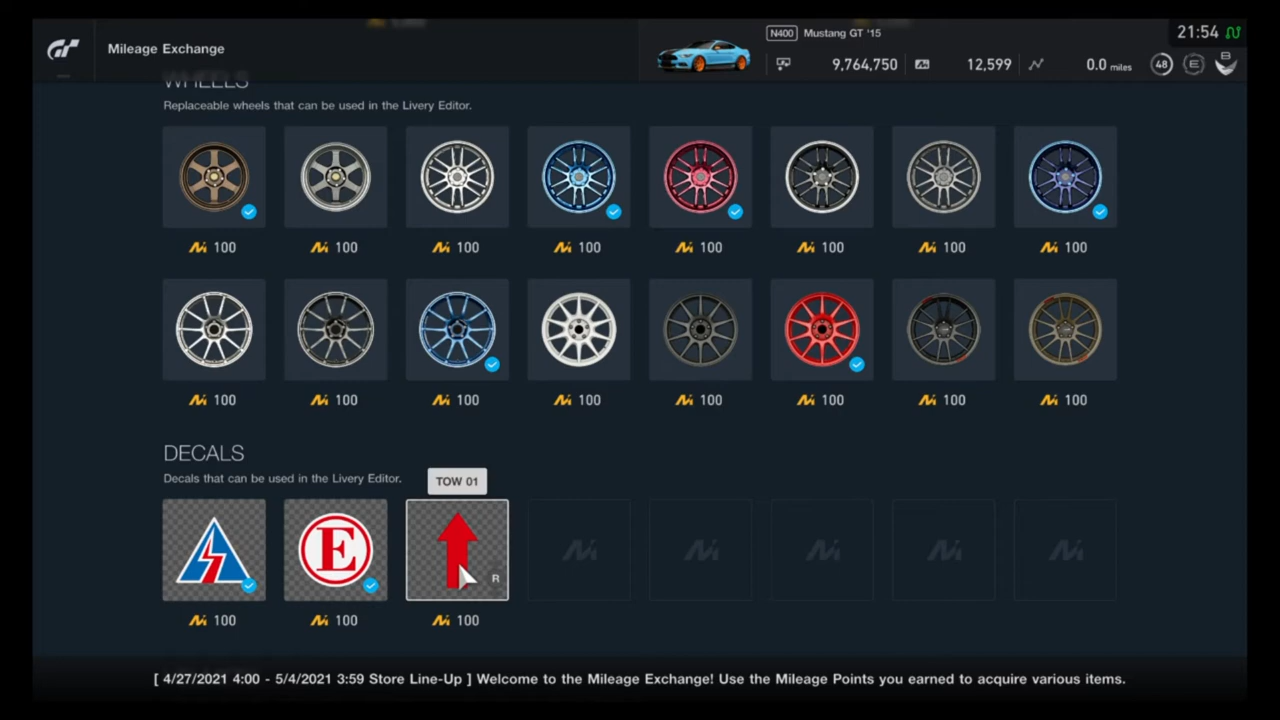 Mileage Exchange
N400 Mustang GT '15
21:54
9,764,750
12,599
0.0 miles
48
E
B
WHEELS
Replaceable wheels that can be used in the Livery Editor.
100 100 100 100 100 100 100 100
100 100 100 100 100 100 100 100
DECALS
Decals that can be used in the Livery Editor.
TOW 01
E
R
100 100 100
[ 4/27/2021 4:00 - 5/4/2021 3:59 Store Line-Up ] Welcome to the Mileage Exchange! Use the Mileage Points you earned to acquire various items.